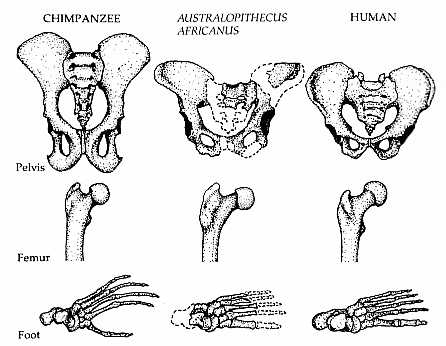 CHIMPANZEE
AUSTRALOPITHECUS
AFRICANUS
HUMAN
Pelvis
Femur
Foot